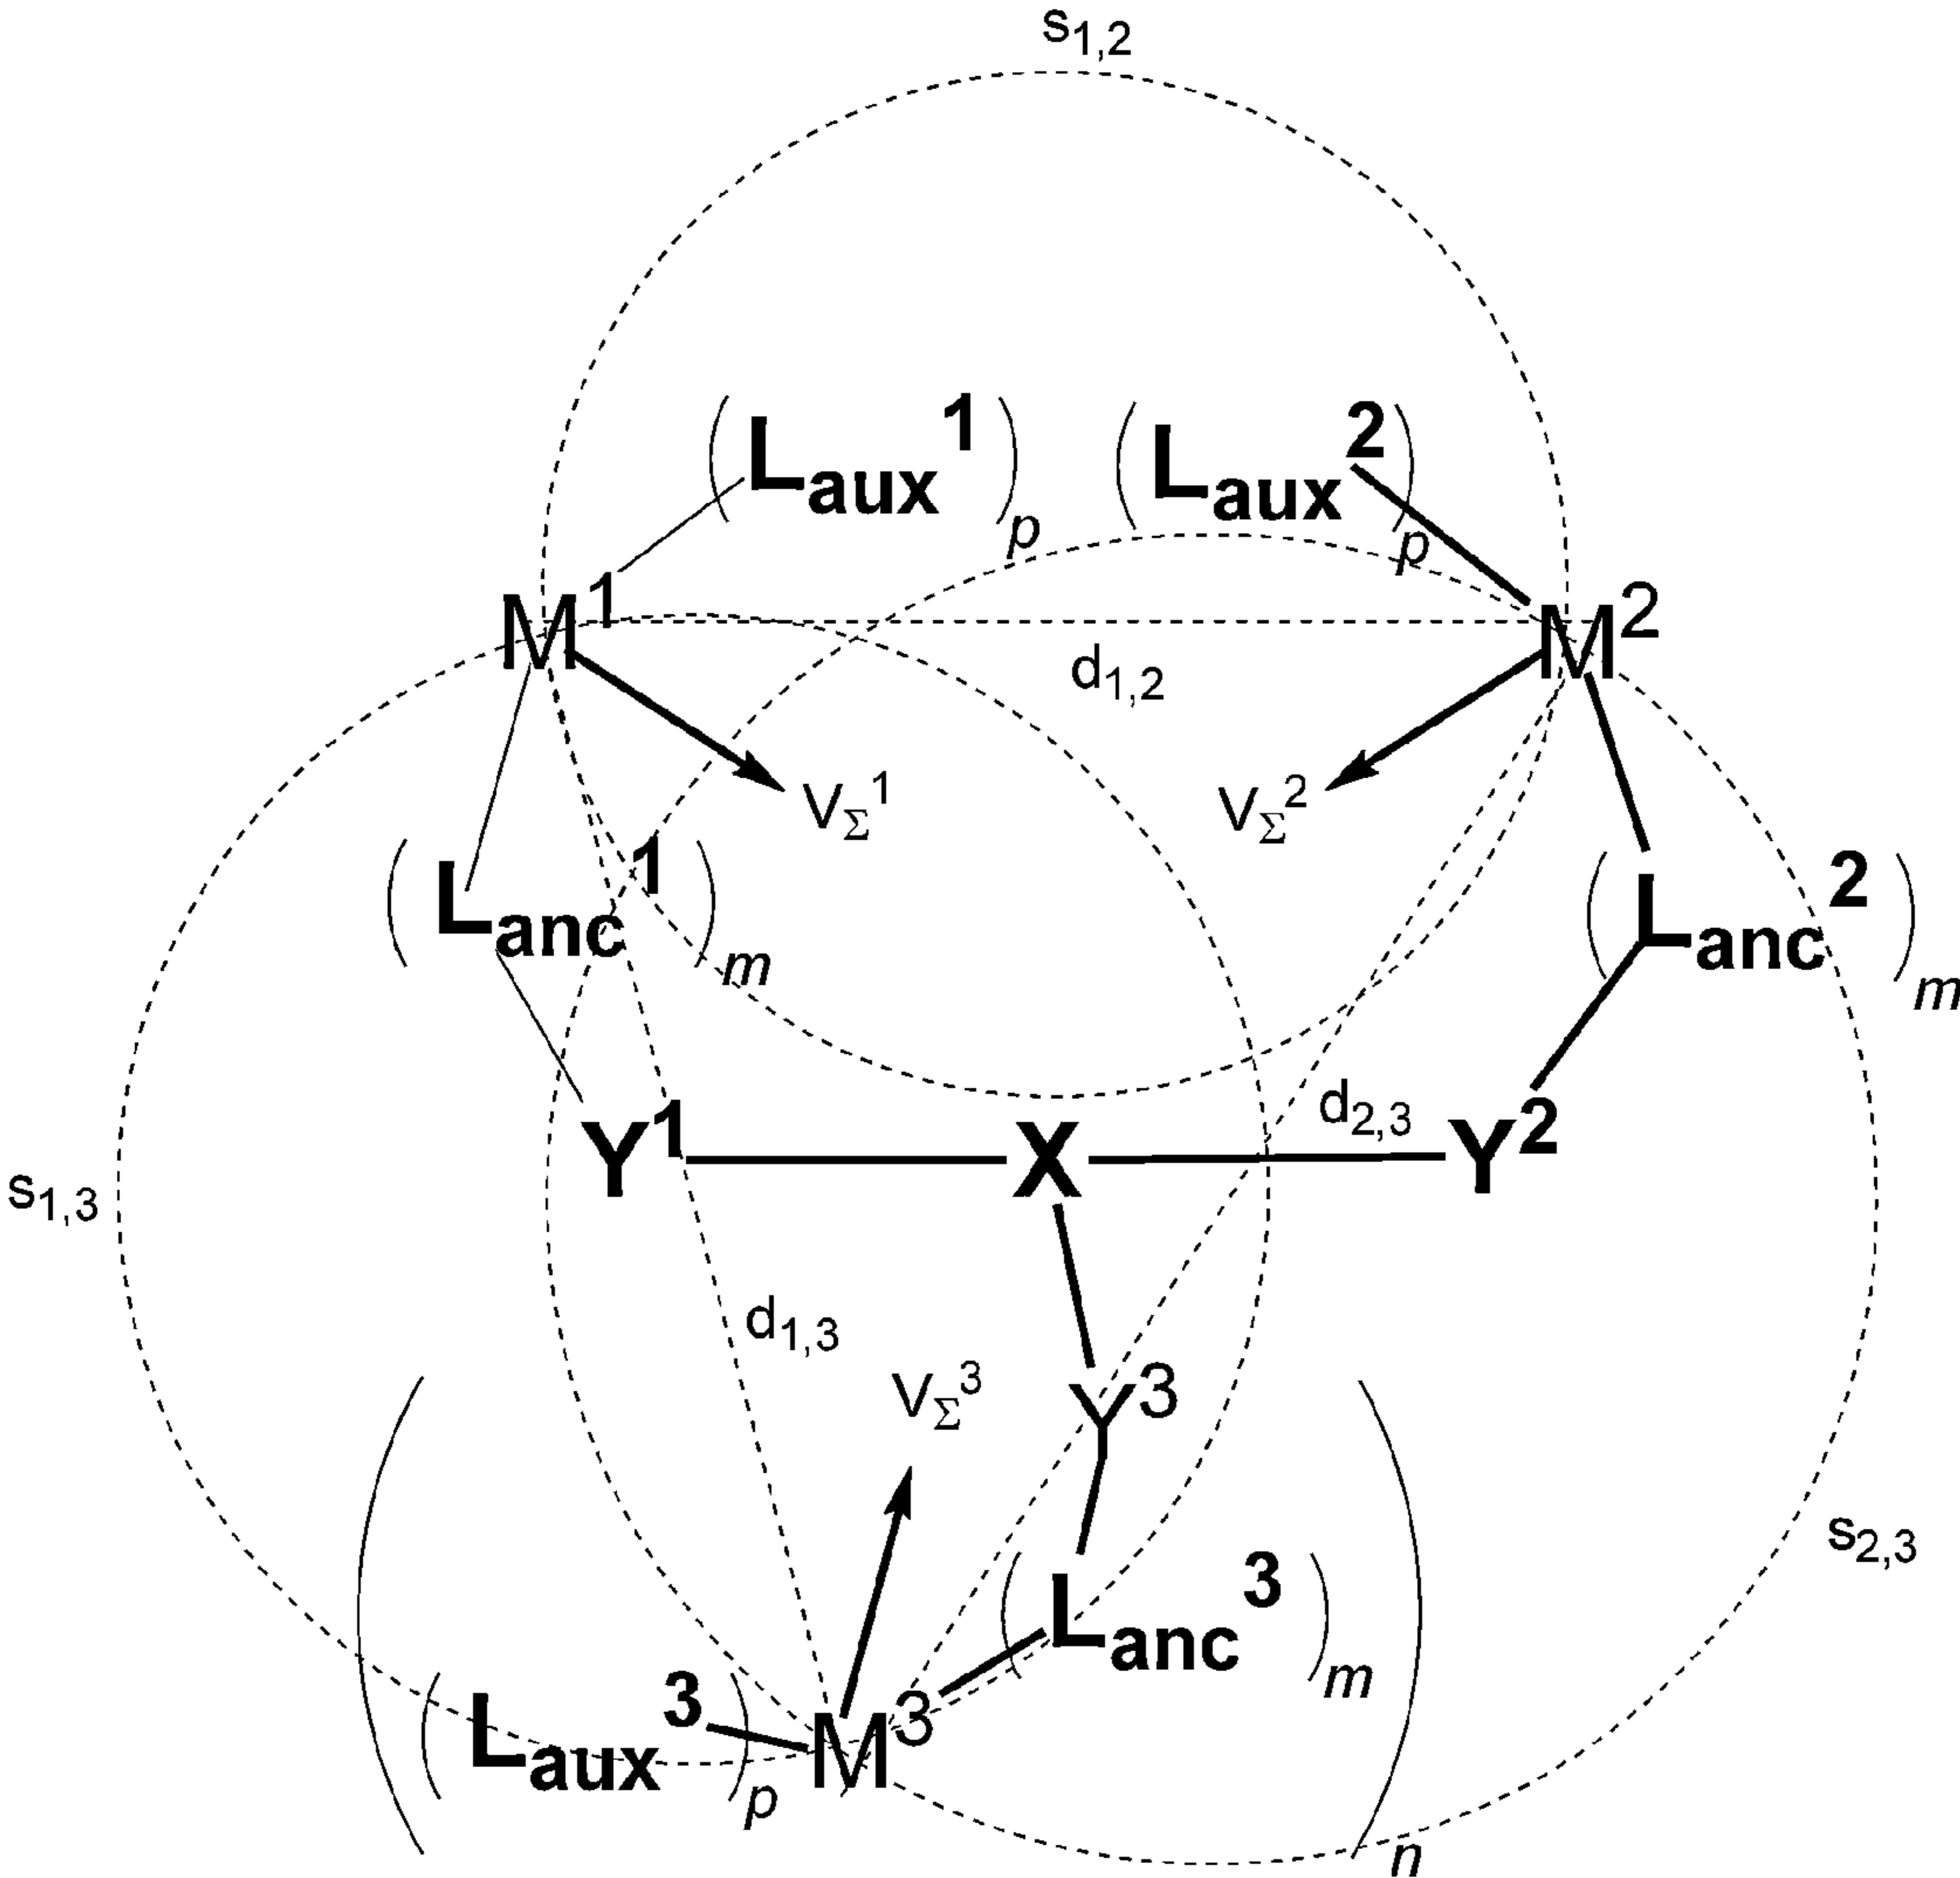 s1,2
(Laux1)p (Laux2)p
M1 M2
d1,2
VΣ1 VΣ2
(Lanc1)m (Lanc2)m
d2,3
Y1 X Y2
s1,3
d1,3
VΣ3 Y3
s2,3
(Lanc3)m
(Laux3)p M3
n